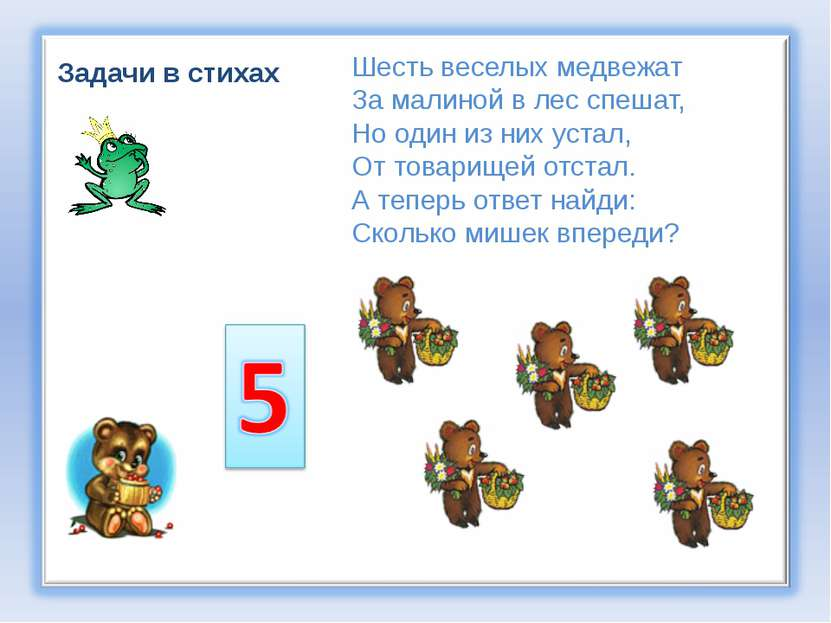 Задачи в стихах
Шесть веселых медвежат
За малиной в лес спешат,
Но один из них устал,
От товарищей отстал.
А теперь ответ найди:
Сколько мишек впереди?
5